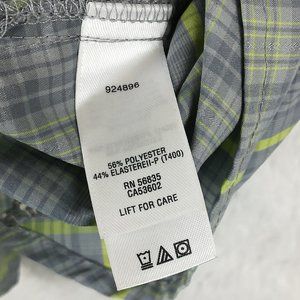 924896
56% POLYESTER
44% ELASTERELL-P (T400)
RN 56835
CA53602
LIFT FOR CARE